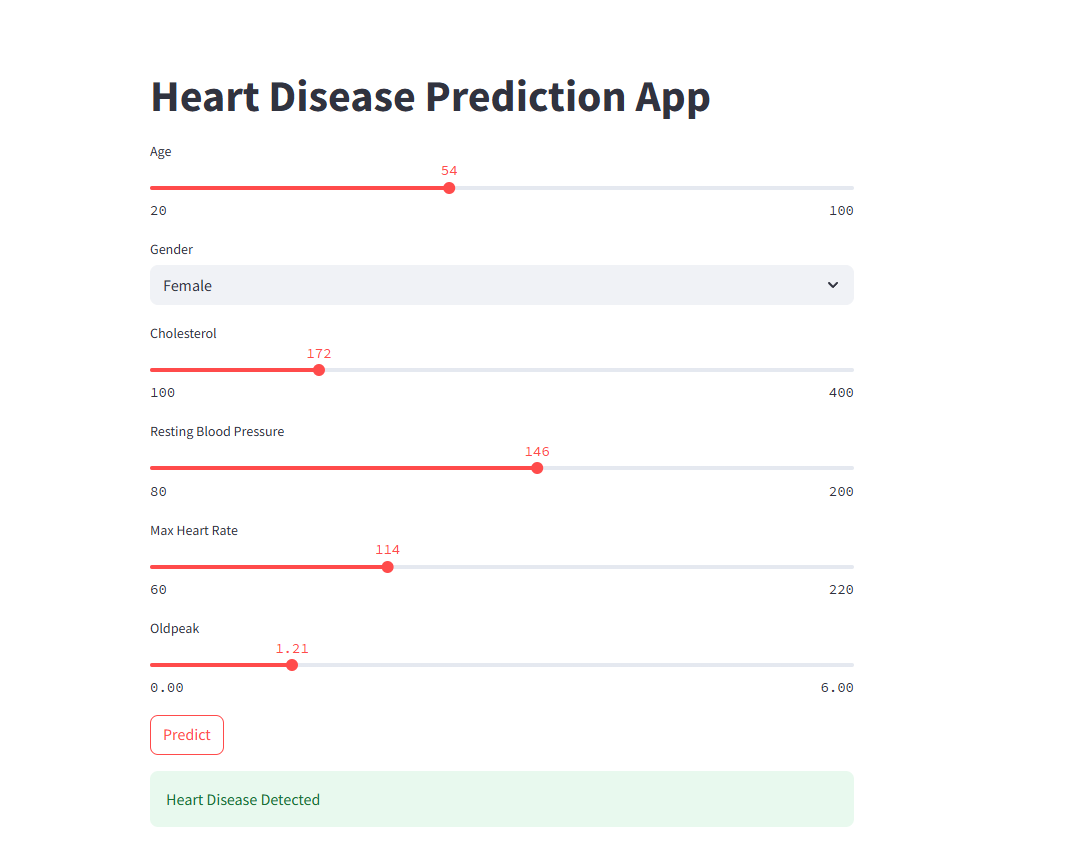 Heart Disease Prediction App
Age
54
20 100
Gender
Female
Cholesterol
172
100 400
Resting Blood Pressure
146
80 200
Max Heart Rate
114
60 220
Oldpeak
1.21
0.00 6.00
Predict
Heart Disease Detected